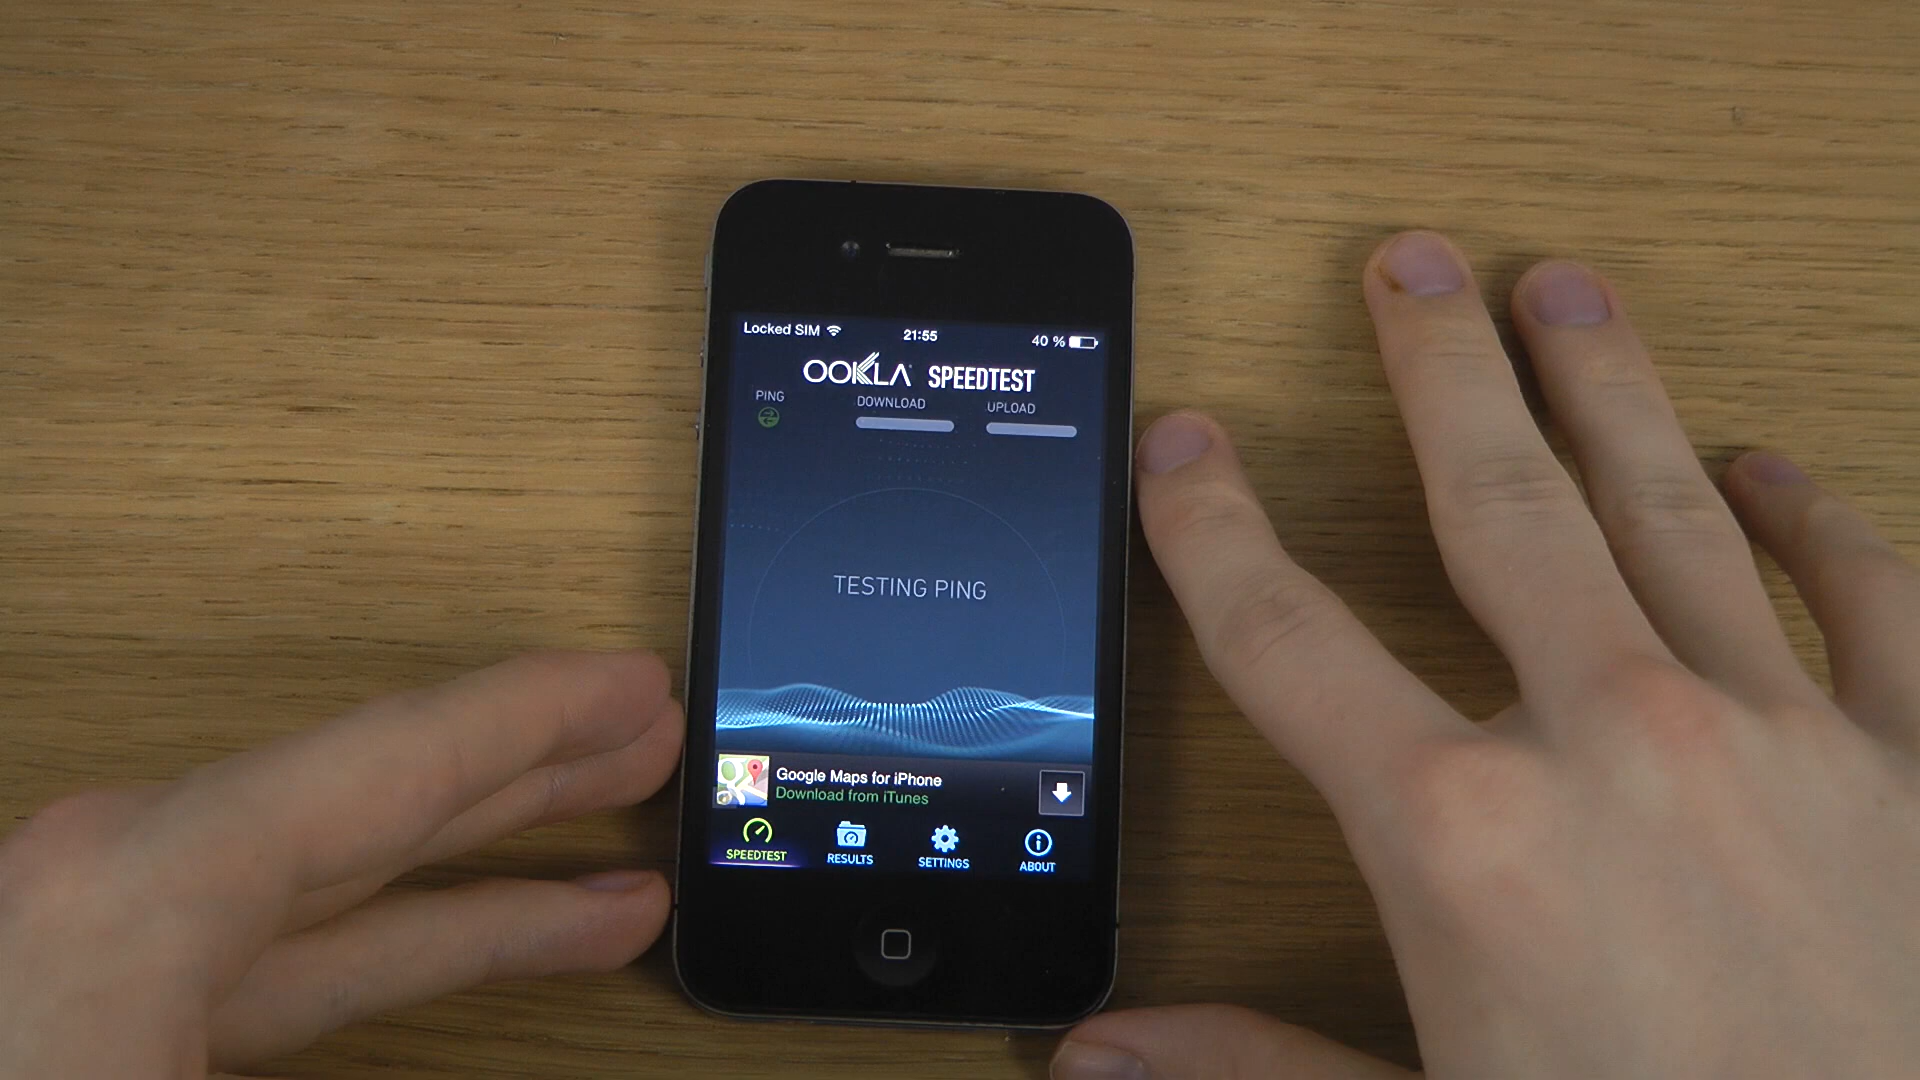 Locked SIM 21:55 40 %
OOKLA SPEEDTEST
PING DOWNLOAD UPLOAD
TESTING PING
Google Maps for iPhone
Download from iTunes
SPEEDTEST RESULTS SETTINGS ABOUT